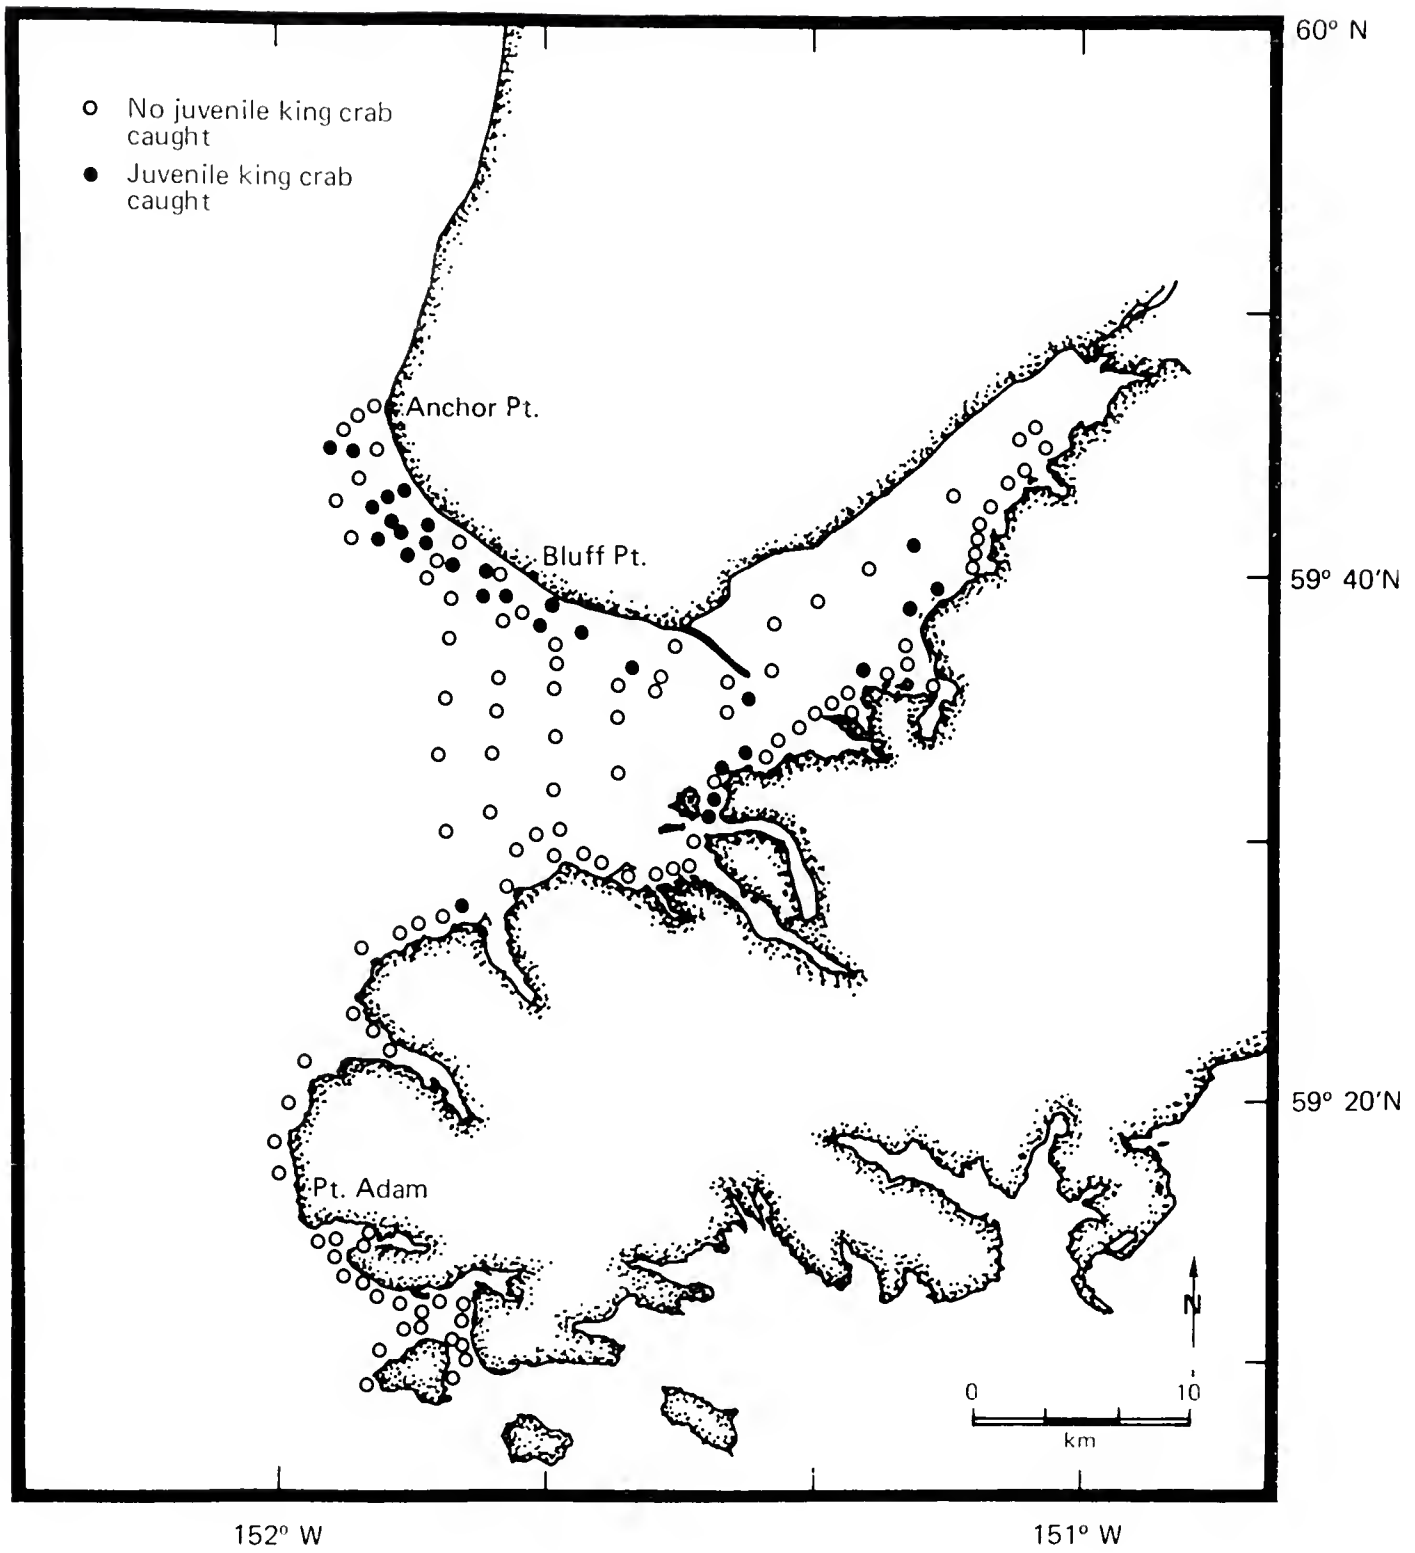 60° N
No juvenile king crab
caught
Juvenile king crab
caught
Anchor Pt.
Bluff Pt.
59° 40'N
59° 20'N
Pt. Adam
N
0 10
km
152° W 151° W